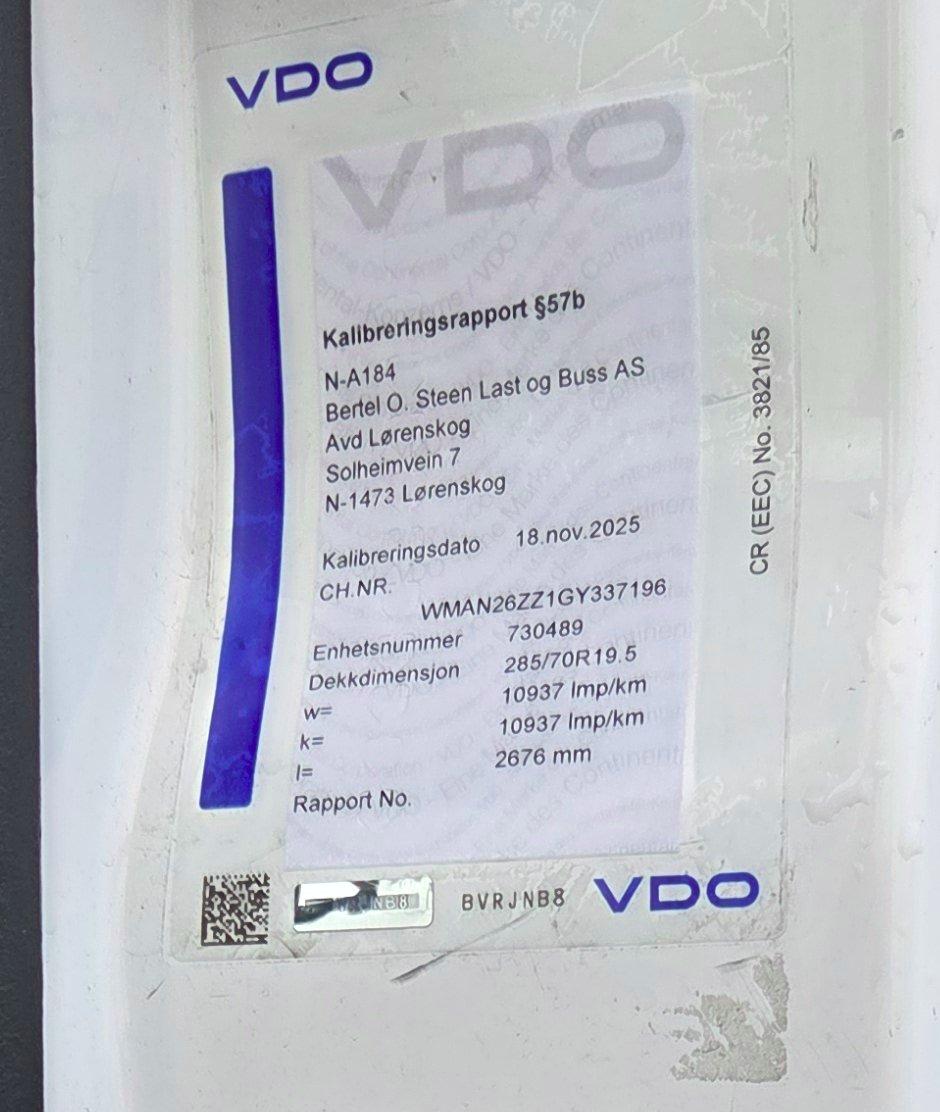 VDO
VDO
Kalibreringsrapport §57b
N-A184
Bertel O. Steen Last og Buss AS
Avd Lørenskog
Solheimvein 7
N-1473 Lørenskog
Kalibreringsdato 18.nov.2025
CH.NR.
WMAN26ZZ1GY337196
Enhetsnummer 730489
Dekkdimensjon 285/70R19.5
w= 10937 Imp/km
k= 10937 Imp/km
l= 2676 mm
Rapport No.
CR (EEC) No. 3821/85
BVRJNB8 VDO